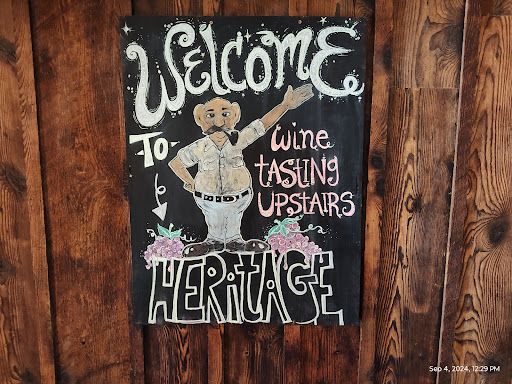 WELCOME
TO
wine
TASTING
UPSTAIRS
HERITAGE
Sep 4, 2024, 12:29 PM